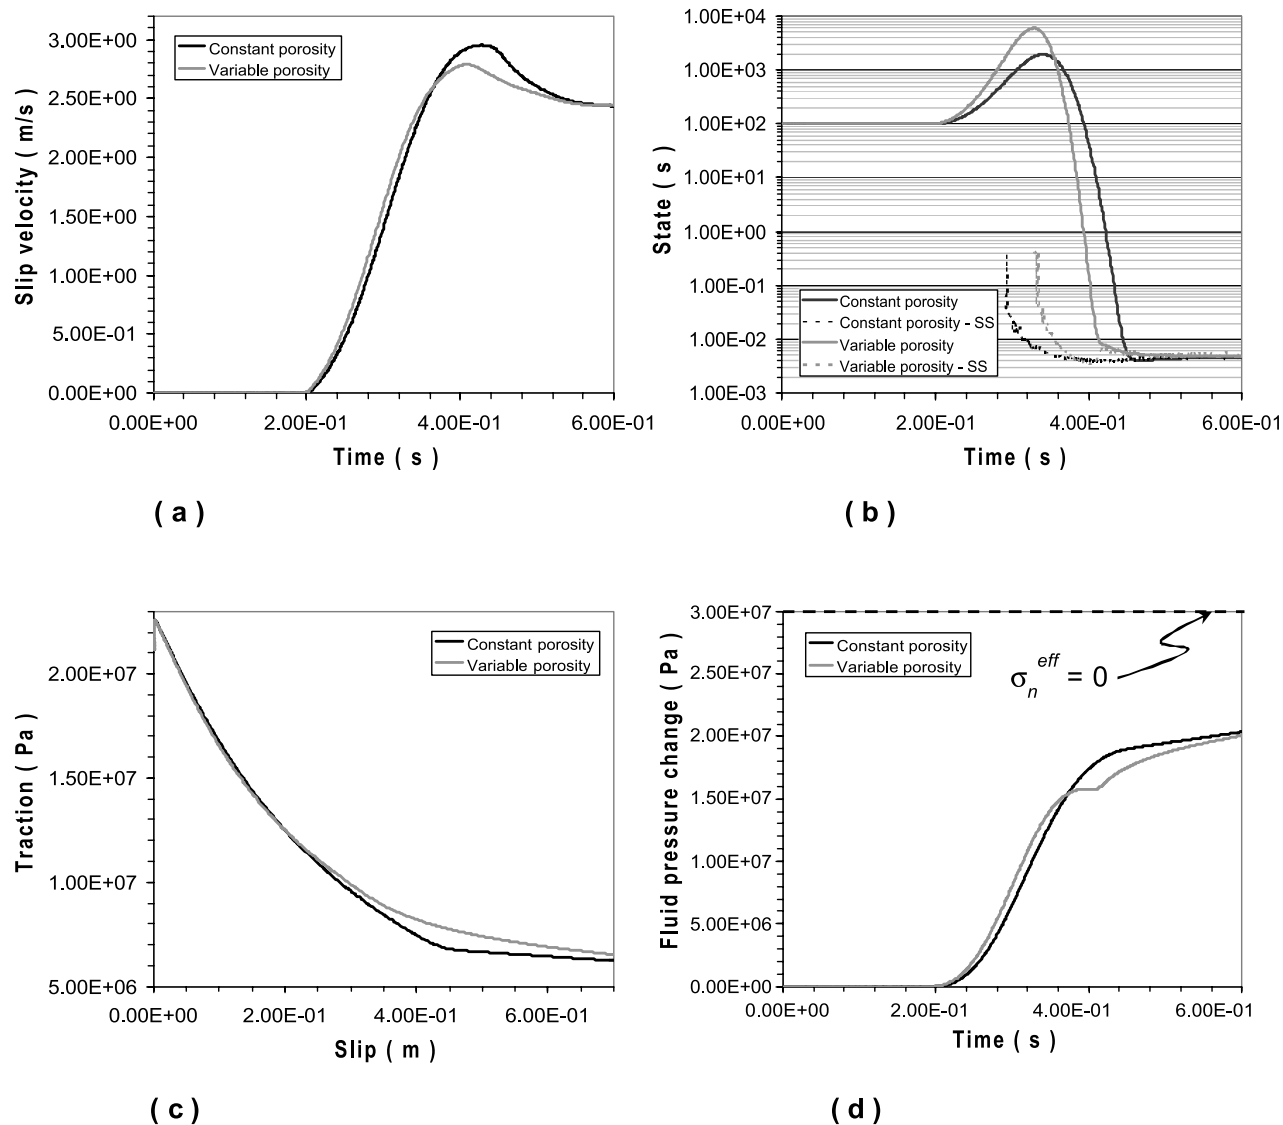 3.00E+00
2.50E+00
2.00E+00
1.50E+00
1.00E+00
5.00E-01
0.00E+00
Slip velocity ( m/s )
Constant porosity
Variable porosity
0.00E+00 2.00E-01 4.00E-01 6.00E-01
Time ( s )
( a )
1.00E+04
1.00E+03
1.00E+02
1.00E+01
1.00E+00
1.00E-01
1.00E-02
1.00E-03
State ( s )
Constant porosity
Constant porosity - SS
Variable porosity
Variable porosity - SS
0.00E+00 2.00E-01 4.00E-01 6.00E-01
Time ( s )
( b )
2.00E+07
1.50E+07
1.00E+07
5.00E+06
Traction ( Pa )
Constant porosity
Variable porosity
0.00E+00 2.00E-01 4.00E-01 6.00E-01
Slip ( m )
( c )
3.00E+07
2.50E+07
2.00E+07
1.50E+07
1.00E+07
5.00E+06
0.00E+00
Fluid pressure change ( Pa )
Constant porosity
Variable porosity
σn eff = 0
0.00E+00 2.00E-01 4.00E-01 6.00E-01
Time ( s )
( d )